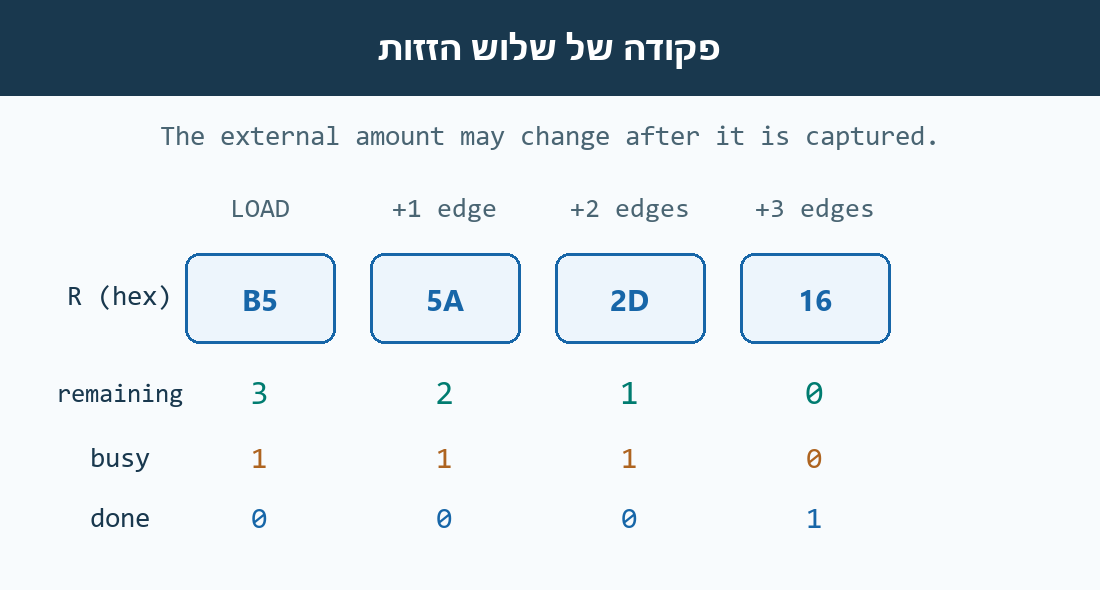 פקודה של שלוש הזזות
The external amount may change after it is captured.
LOAD +1 edge +2 edges +3 edges
R (hex) B5 5A 2D 16
remaining 3 2 1 0
busy 1 1 1 0
done 0 0 0 1